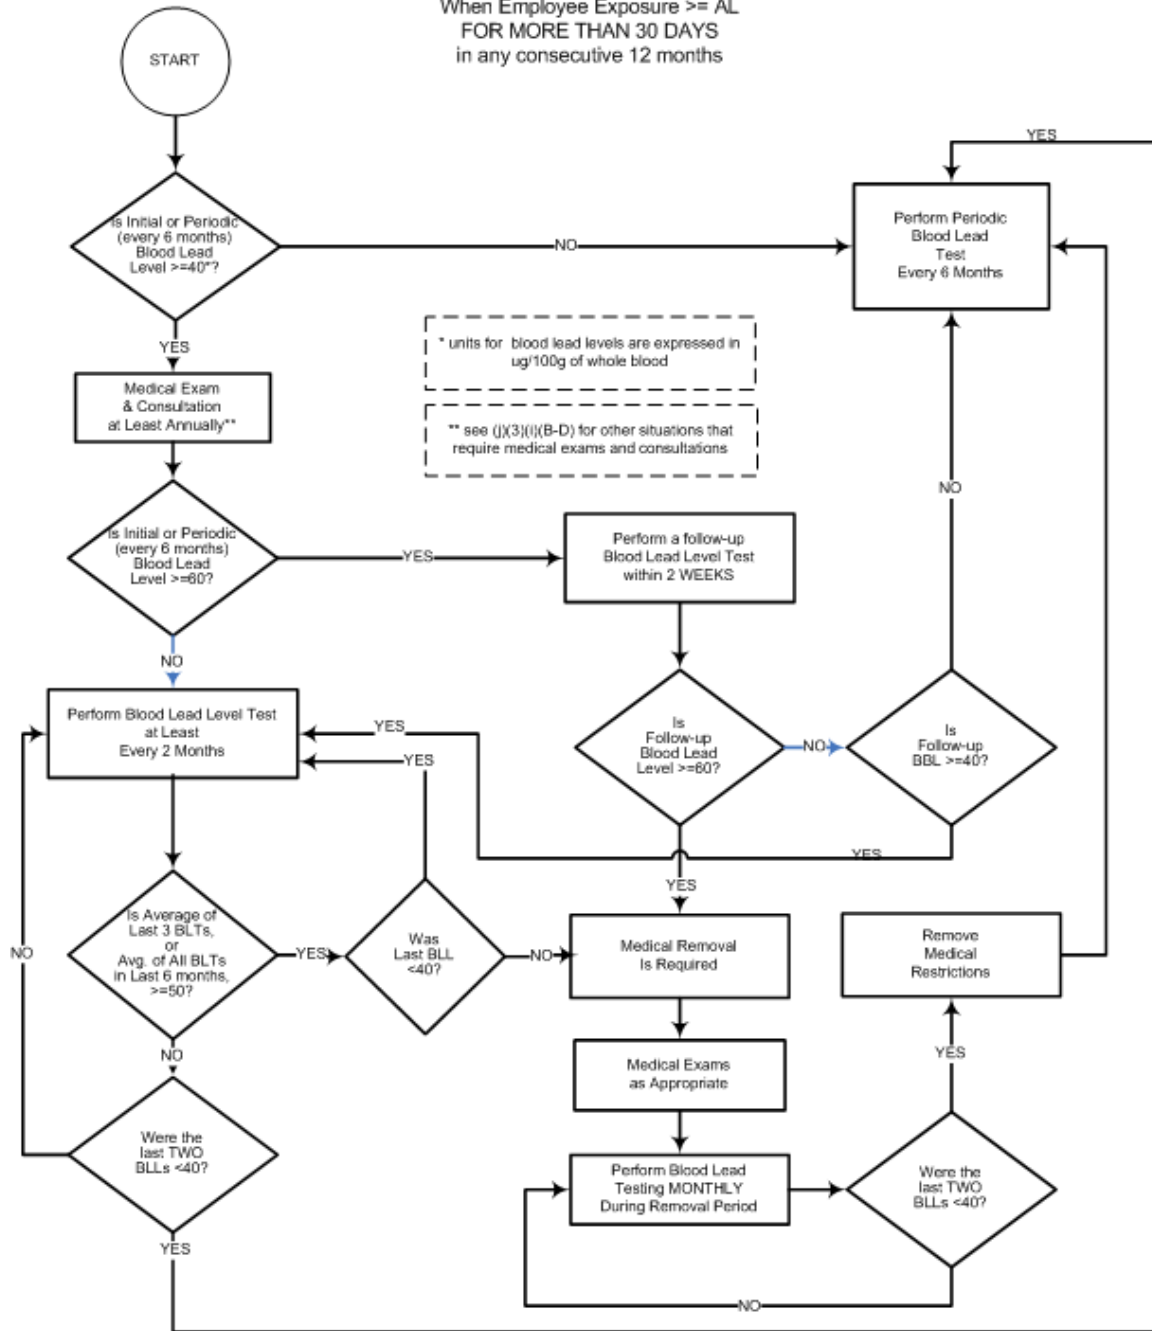 When Employee Exposure >= AL
FOR MORE THAN 30 DAYS
in any consecutive 12 months
START
YES
Is Initial or Periodic
(every 6 months)
Blood Lead
Level >=40*?
NO
Perform Periodic
Blood Lead
Test
Every 6 Months
YES
* units for blood lead levels are expressed in
ug/100g of whole blood
Medical Exam
& Consultation
at Least Annually**
** see (j)(3)(i)(B-D) for other situations that
require medical exams and consultations
NO
Is Initial or Periodic
(every 6 months)
Blood Lead
Level >=60?
YES
Perform a follow-up
Blood Lead Level Test
within 2 WEEKS
NO
Perform Blood Lead Level Test
at Least
Every 2 Months
YES
YES
Is
Follow-up
Blood Lead
Level >=60?
NO
Is
Follow-up
BBL >=40?
YES
YES
NO
Is Average of
Last 3 BLTs,
or
Avg. of All BLTs
in Last 6 months,
>=50?
YES
Was
Last BLL
<40?
NO
Medical Removal
Is Required
Remove
Medical
Restrictions
NO
YES
Medical Exams
as Appropriate
Were the
last TWO
BLLs <40?
Perform Blood Lead
Testing MONTHLY
During Removal Period
Were the
last TWO
BLLs <40?
YES
NO